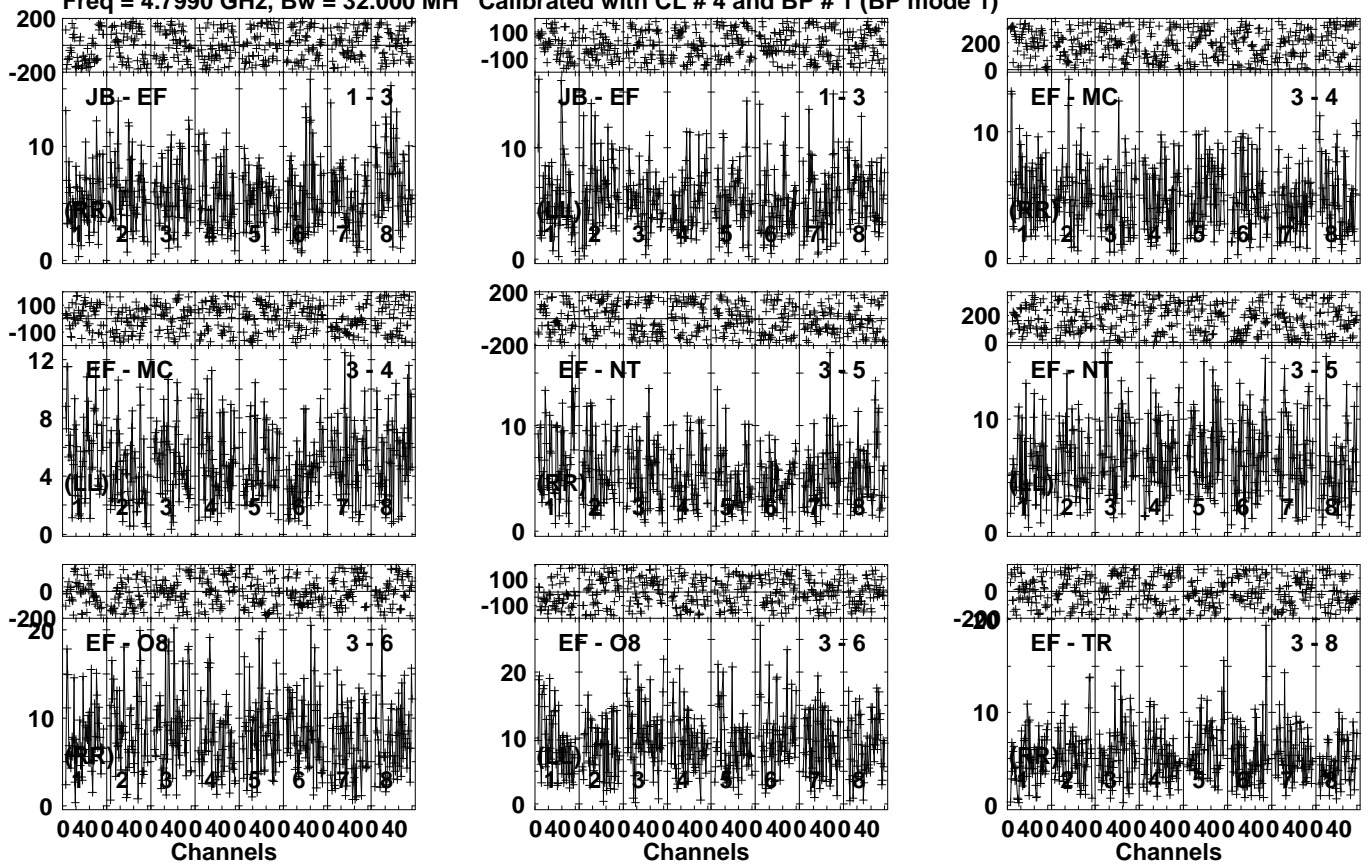 Freq = 4.7990 GHz, Bw = 32.000 MH Calibrated with CL # 4 and BP # 1 (BP mode 1)
200
-200
JB - EF 1 - 3
10
(RR)
1 2 3 4 5 6 7 8
0
100
-100
JB - EF 1 - 3
10
(LL)
1 2 3 4 5 6 7 8
0
200
0
EF - MC 3 - 4
10
(RR)
1 2 3 4 5 6 7 8
0
100
-100
12
EF - MC 3 - 4
8
4
(LL)
1 2 3 4 5 6 7 8
0
200
-200
EF - NT 3 - 5
10
(RR)
1 2 3 4 5 6 7 8
0
200
0
EF - NT 3 - 5
10
(LL)
1 2 3 4 5 6 7 8
0
0
-200
20
EF - O8 3 - 6
10
(RR)
1 2 3 4 5 6 7 8
0
0 40 0 40 0 40 0 40 0 40 0 40 0 40 0 40
Channels
100
-100
EF - O8 3 - 6
20
10
(LL)
1 2 3 4 5 6 7 8
0
0 40 0 40 0 40 0 40 0 40 0 40 0 40 0 40
Channels
0
-200
20
EF - TR 3 - 8
10
(RR)
1 2 3 4 5 6 7 8
0
0 40 0 40 0 40 0 40 0 40 0 40 0 40 0 40
Channels